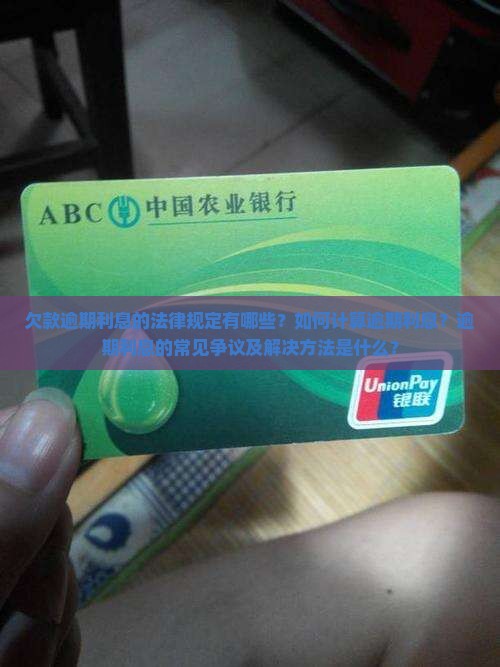 ABC 中国农业银行
欠款逾期利息的法律规定有哪些？如何计算逾期利息？逾
期利息的常见争议及解决方法是什么？
UnionPay
银联